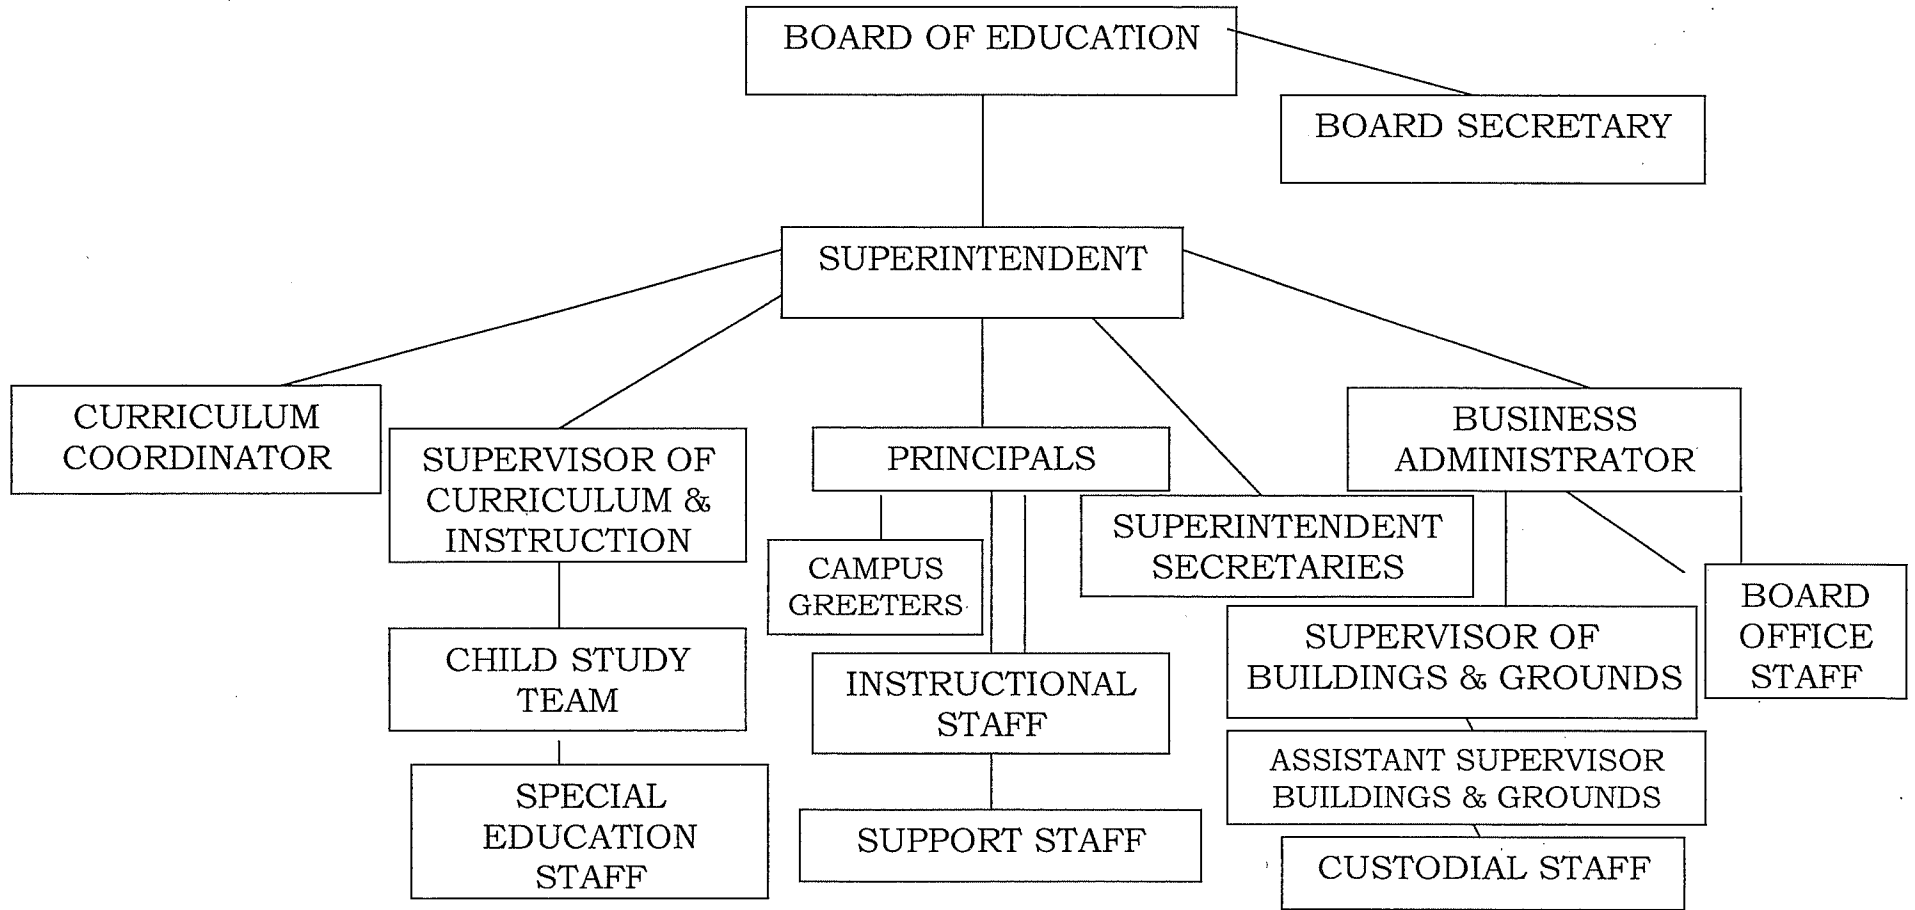 BOARD OF EDUCATION
BOARD SECRETARY
SUPERINTENDENT
CURRICULUM
COORDINATOR
SUPERVISOR OF
CURRICULUM &
INSTRUCTION
PRINCIPALS
SUPERINTENDENT
SECRETARIES
BUSINESS
ADMINISTRATOR
CAMPUS
GREETERS
CHILD STUDY
TEAM
INSTRUCTIONAL
STAFF
SUPERVISOR OF
BUILDINGS & GROUNDS
BOARD
OFFICE
STAFF
SPECIAL
EDUCATION
STAFF
SUPPORT STAFF
ASSISTANT SUPERVISOR
BUILDINGS & GROUNDS
CUSTODIAL STAFF